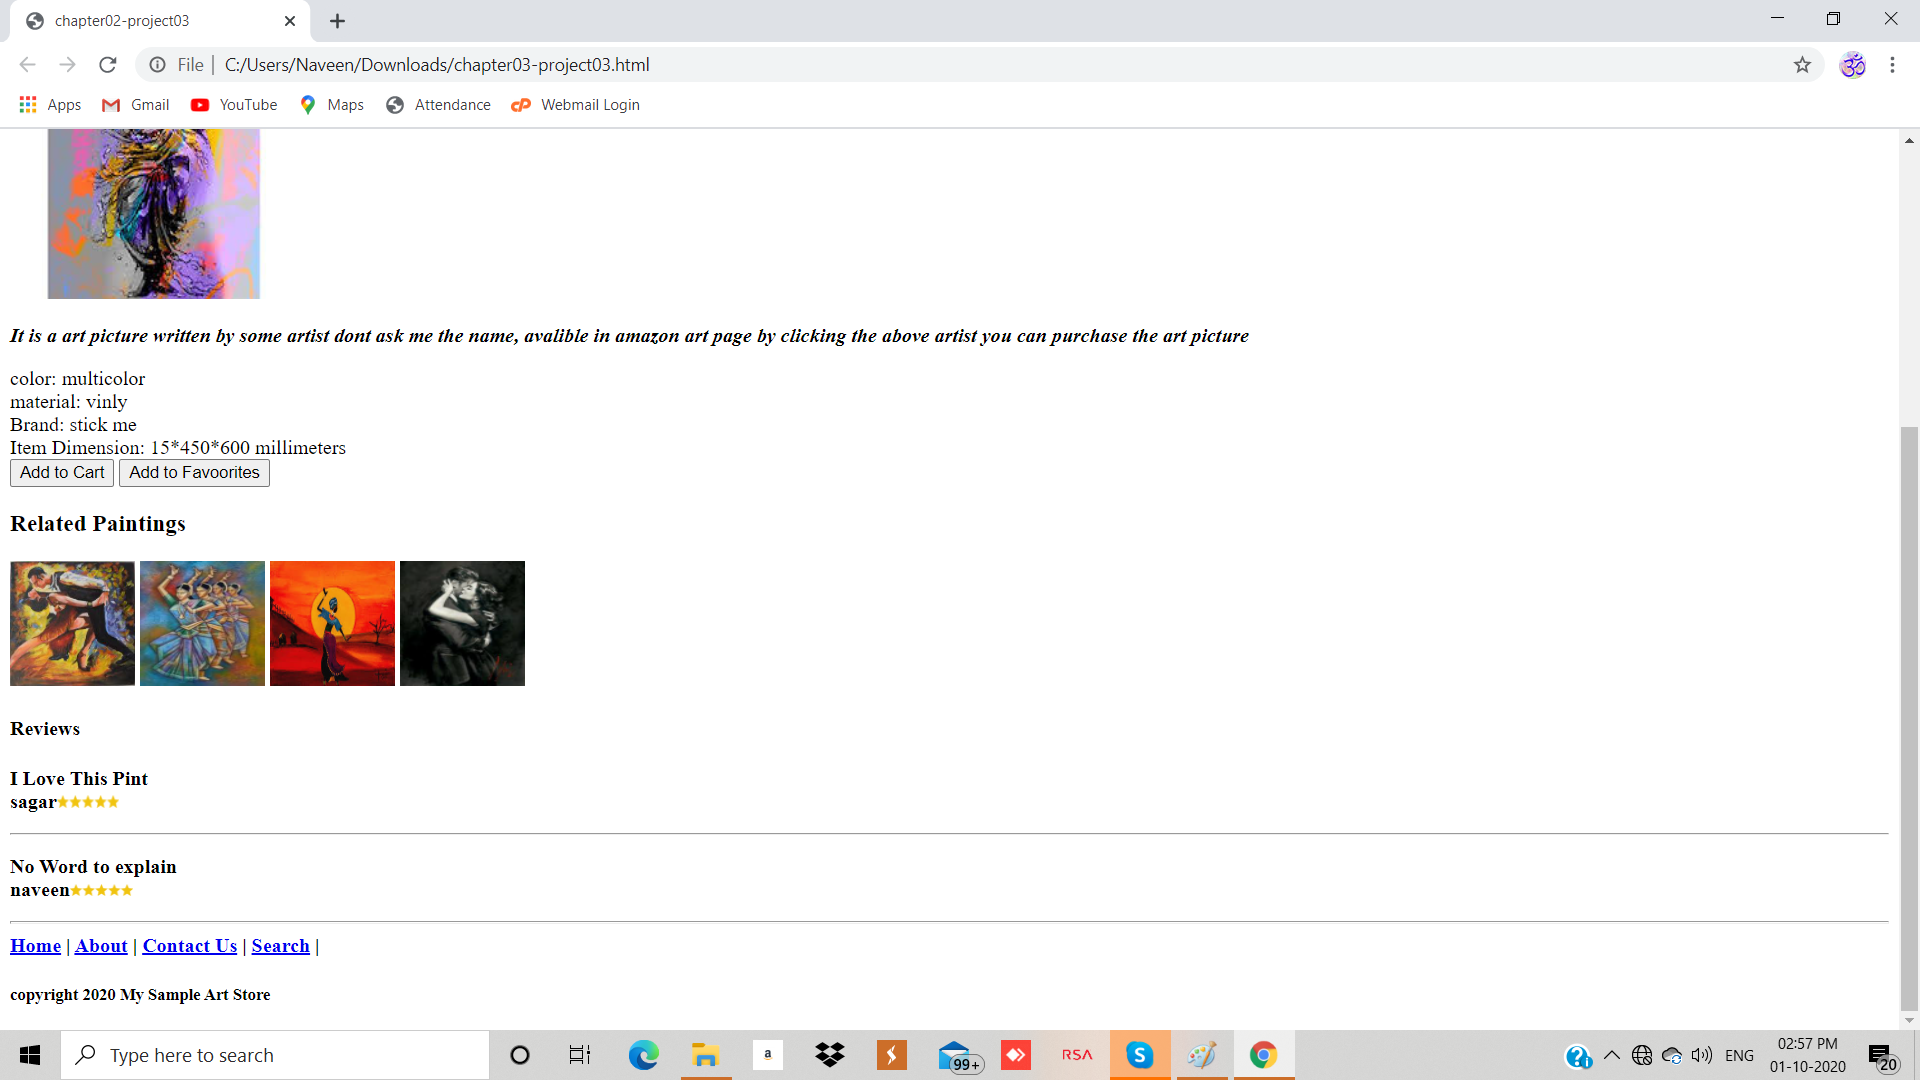 chapter02-project03
File | C:/Users/Naveen/Downloads/chapter03-project03.html
Apps Gmail YouTube Maps Attendance Webmail Login
It is a art picture written by some artist dont ask me the name, avalible in amazon art page by clicking the above artist you can purchase the art picture
color: multicolor
material: vinly
Brand: stick me
Item Dimension: 15*450*600 millimeters
Add to Cart Add to Favoorites
Related Paintings
Reviews
I Love This Pint
sagar
No Word to explain
naveen
Home | About | Contact Us | Search |
copyright 2020 My Sample Art Store
Type here to search
a
99+
RSA
S
ENG
02:57 PM
01-10-2020
20